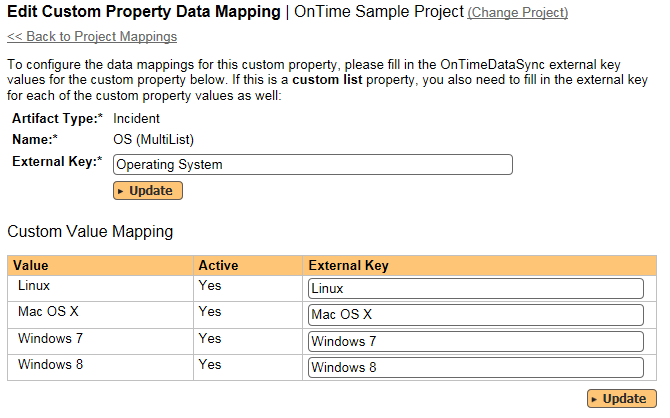 Edit Custom Property Data Mapping | OnTime Sample Project (Change Project)
<< Back to Project Mappings
To configure the data mappings for this custom property, please fill in the OnTimeDataSync external key
values for the custom property below. If this is a custom list property, you also need to fill in the external key
for each of the custom property values as well:
Artifact Type:* Incident
Name:* OS (MultiList)
External Key:* Operating System
▸ Update
Custom Value Mapping
Value Active External Key
Linux Yes Linux
Mac OS X Yes Mac OS X
Windows 7 Yes Windows 7
Windows 8 Yes Windows 8
▸ Update